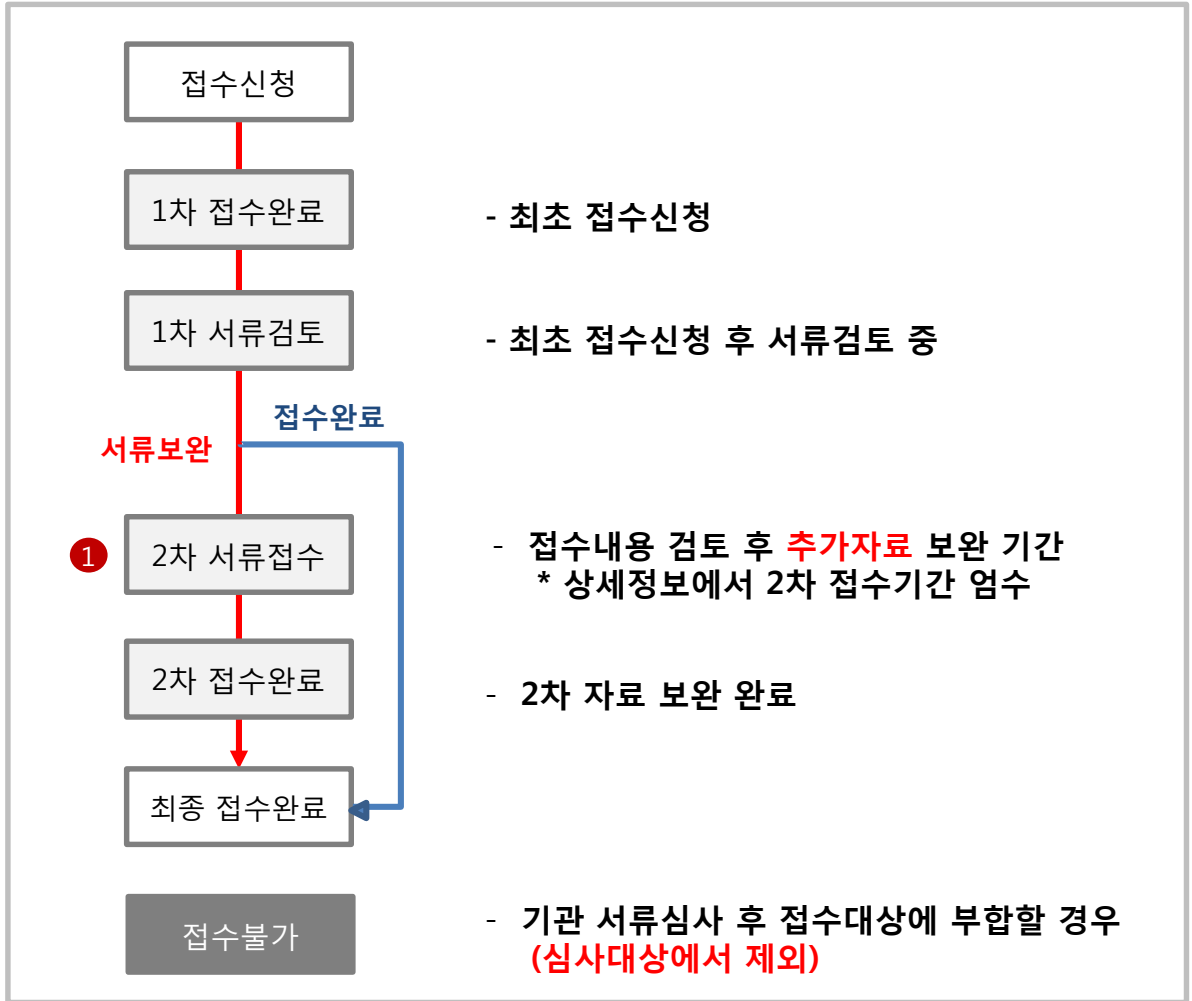 접수신청
1차 접수완료
- 최초 접수신청
1차 서류검토
- 최초 접수신청 후 서류검토 중
접수완료
서류보완
1
2차 서류접수
- 접수내용 검토 후 추가자료 보완 기간
* 상세정보에서 2차 접수기간 엄수
2차 접수완료
- 2차 자료 보완 완료
최종 접수완료
접수불가
- 기관 서류심사 후 접수대상에 부합할 경우
(심사대상에서 제외)